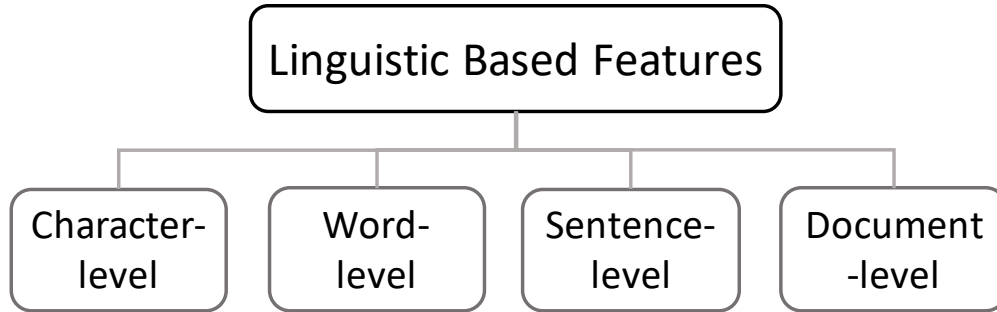 Linguistic Based Features
Character-
level
Word-
level
Sentence-
level
Document
-level